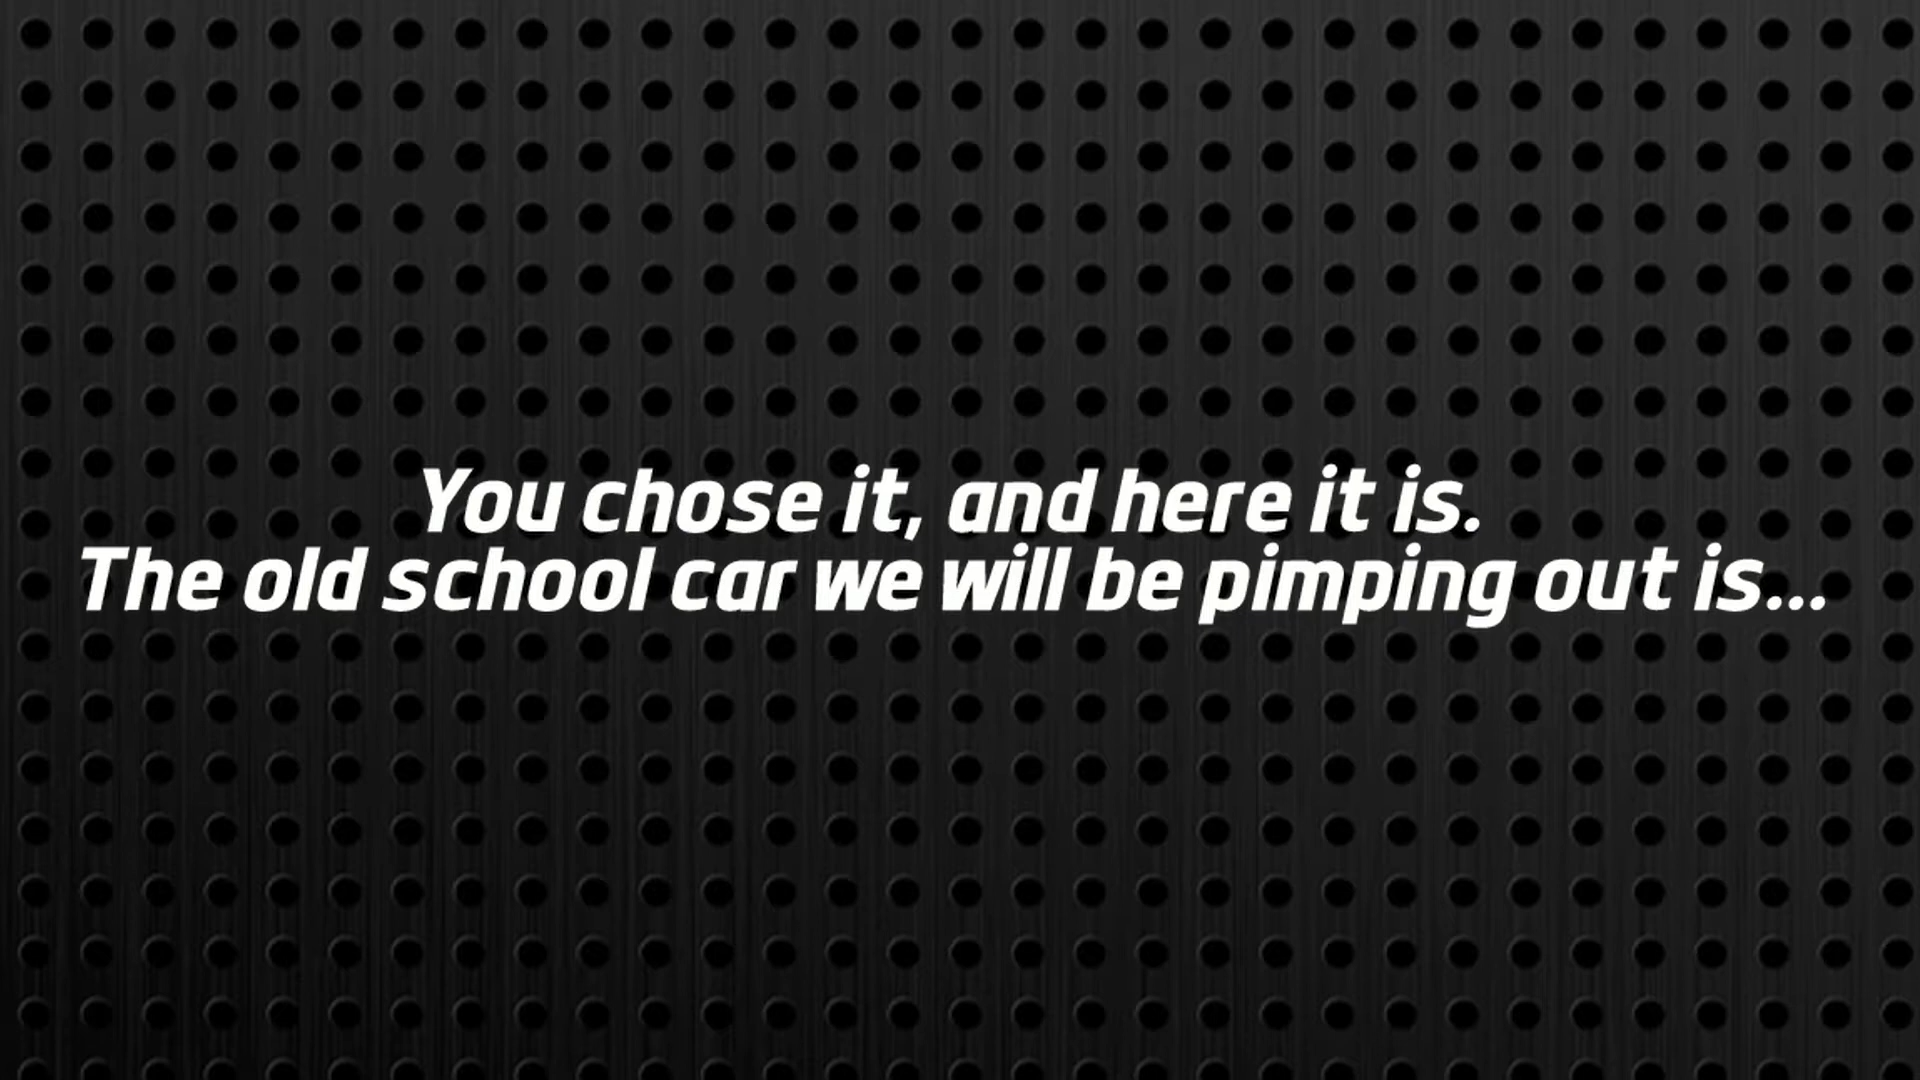 You chose it, and here it is.
The old school car we will be pimping out is...